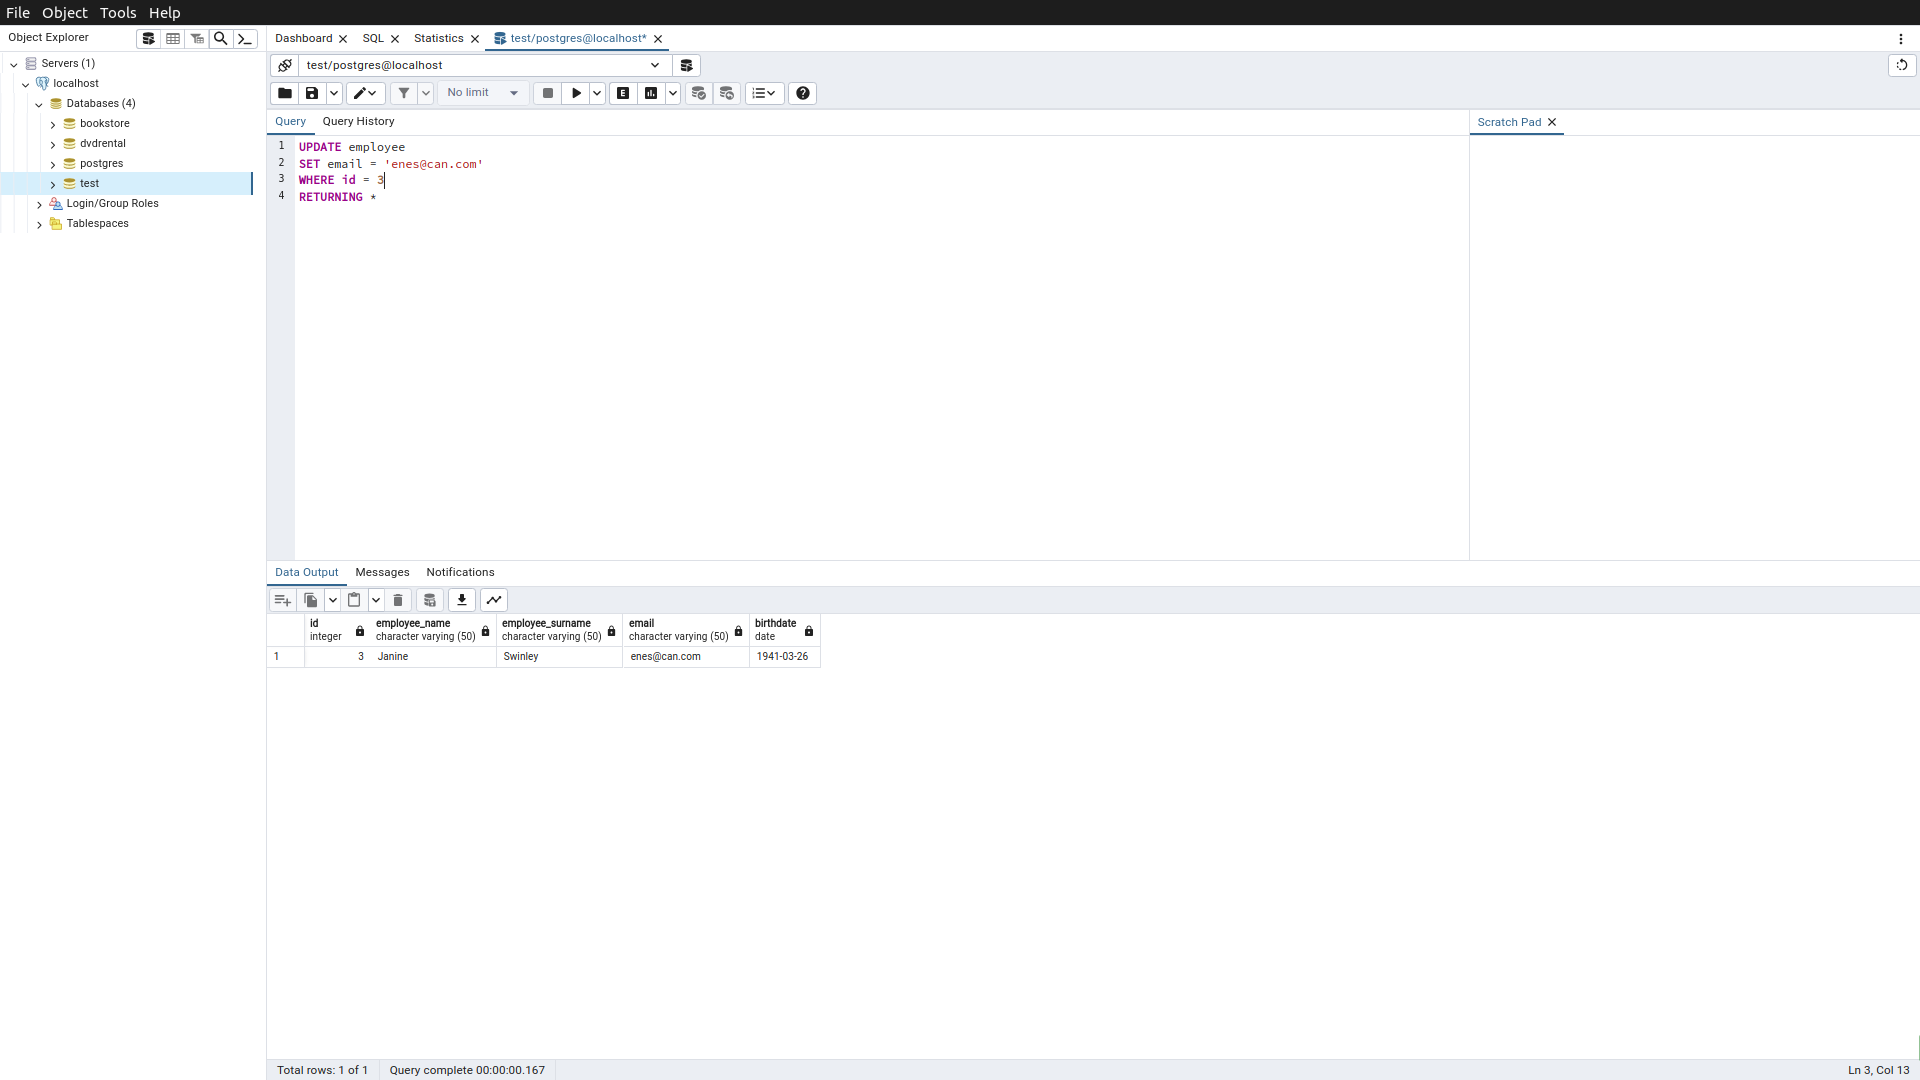 File Object Tools Help
Object Explorer
Servers (1)
localhost
Databases (4)
bookstore
dvdrental
postgres
test
Login/Group Roles
Tablespaces
Dashboard SQL Statistics test/postgres@localhost*
test/postgres@localhost
No limit E
Query Query History
1 UPDATE employee
2 SET email = 'enes@can.com'
3 WHERE id = 3
4 RETURNING *
Scratch Pad
Data Output Messages Notifications
id employee_name employee_surname email birthdate
integer character varying (50) character varying (50) character varying (50) date
1 3 Janine Swinley enes@can.com 1941-03-26
Total rows: 1 of 1 Query complete 00:00:00.167 Ln 3, Col 13